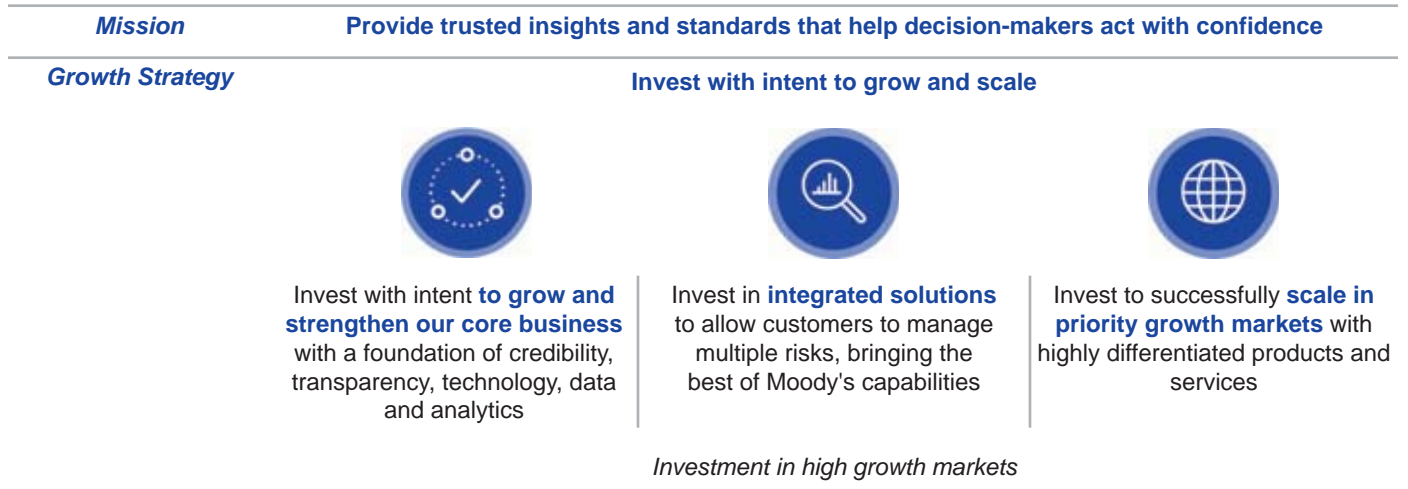 Mission
Provide trusted insights and standards that help decision-makers act with confidence
Growth Strategy
Invest with intent to grow and scale
Invest with intent to grow and
strengthen our core business
with a foundation of credibility,
transparency, technology, data
and analytics
Invest in integrated solutions
to allow customers to manage
multiple risks, bringing the
best of Moody's capabilities
Invest to successfully scale in
priority growth markets with
highly differentiated products and
services
Investment in high growth markets